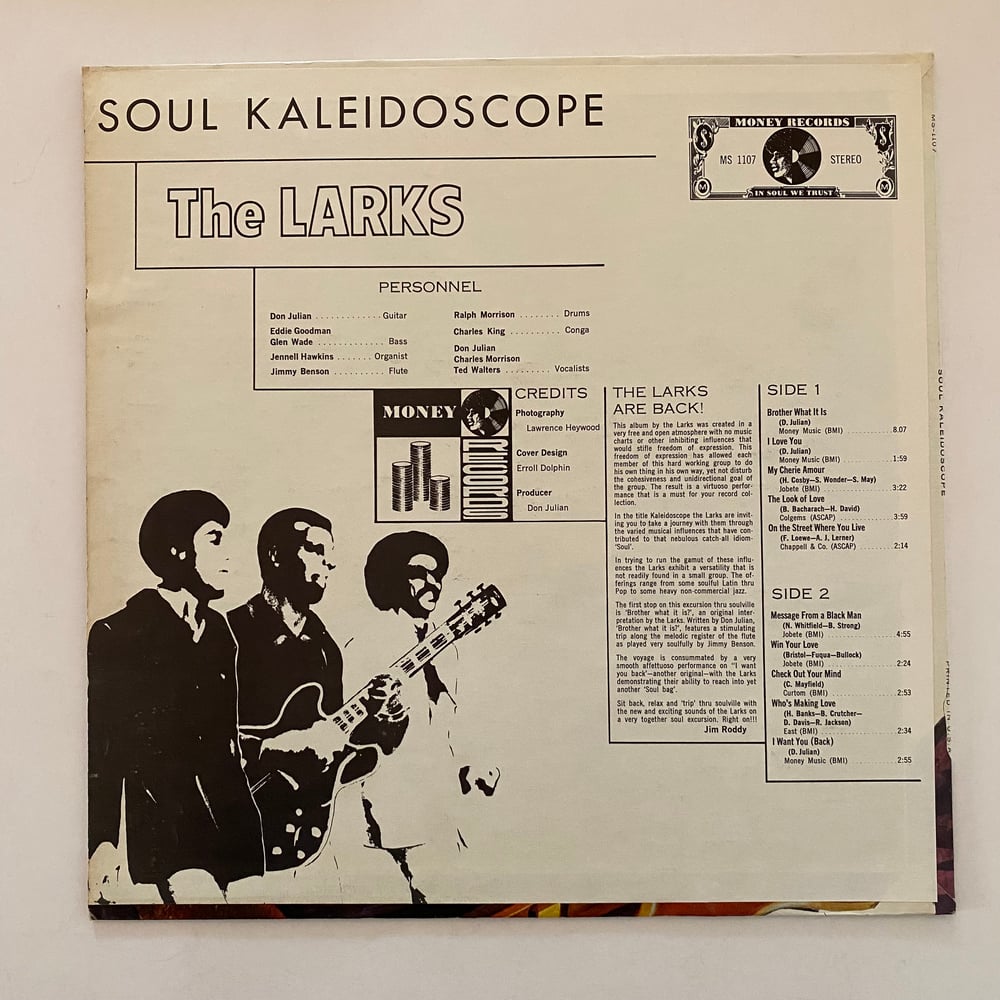 SOUL KALEIDOSCOPE
MONEY RECORDS
MS 1107 STEREO
IN SOUL WE TRUST
The LARKS
PERSONNEL
Don Julian ............. Guitar
Eddie Goodman
Glen Wade ............. Bass
Jennell Hawkins ....... Organist
Jimmy Benson .......... Flute
Ralph Morrison ........ Drums
Charles King .......... Conga
Don Julian
Charles Morrison
Ted Walters ......... Vocalists
MONEY
RECORDS
CREDITS
Photography
Lawrence Heywood
Cover Design
Erroll Dolphin
Producer
Don Julian
THE LARKS
ARE BACK!
This album by the Larks was created in a
very free and open atmosphere with no music
charts or other inhibiting influences that
would stifle freedom of expression. This
freedom of expression has allowed each
member of this hard working group to do
his own thing in his own way, yet not disturb
the cohesiveness and unidirectional goal of
the group. The result is a virtuoso perfor-
mance that is a must for your record col-
lection.
In the title Kaleidoscope the Larks are invit-
ing you to take a journey with them through
the varied musical influences that have con-
tributed to that nebulous catch-all idiom-
'Soul'.
In trying to run the gamut of these influ-
ences the Larks exhibit a versatility that is
not readily found in a small group. The of-
ferings range from some soulful Latin thru
Pop to some heavy non-commercial jazz.
The first stop on this excursion thru soulville
is 'Brother what it is?', an original inter-
pretation by the Larks. Written by Don Julian,
'Brother what it is?', features a stimulating
trip along the melodic register of the flute
as played very soulfully by Jimmy Benson.
The voyage is consummated by a very
smooth affettuoso performance on "I want
you back'—another original—with the Larks
demonstrating their ability to reach into yet
another 'Soul bag'.
Sit back, relax and 'trip' thru soulville with
the new and exciting sounds of the Larks on
a very together soul excursion. Right on!!!
Jim Roddy
SIDE 1
Brother What It Is
(D. Julian)
Money Music (BMI) ............ 8.07
I Love You
(D. Julian)
Money Music (BMI) ............ 1:59
My Cherie Amour
(H. Cosby—S. Wonder—S. May)
Jobete (BMI) ................. 3:22
The Look of Love
(B. Bacharach—H. David)
Colgems (ASCAP) .............. 3:59
On the Street Where You Live
(F. Loewe—A. J. Lerner)
Chappell & Co. (ASCAP) ....... 2:14
SIDE 2
Message From a Black Man
(N. Whitfield—B. Strong)
Jobete (BMI) ................. 4:55
Win Your Love
(Bristol—Fuqua—Bullock)
Jobete (BMI) ................. 2:24
Check Out Your Mind
(C. Mayfield)
Curtom (BMI) ................. 2:53
Who's Making Love
(H. Banks—B. Crutcher—
D. Davis—R. Jackson)
East (BMI) ................... 2:34
I Want You (Back)
(D. Julian)
Money Music (BMI) ............ 2:55
MS-1107
SOUL KALEIDOSCOPE
PRINTED IN U.S.A.